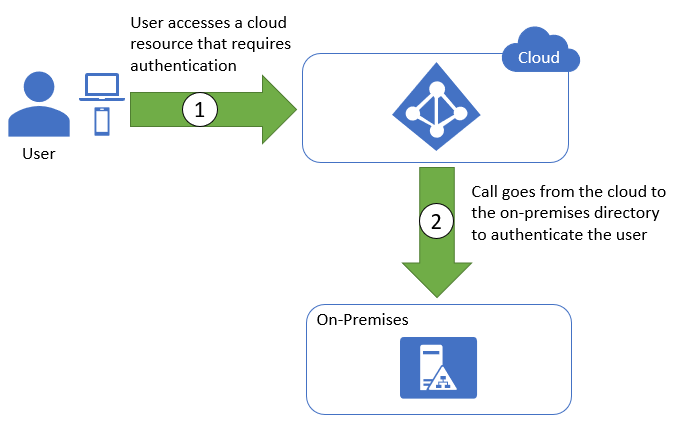 User accesses a cloud
resource that requires
authentication
Cloud
1
User
2
Call goes from the cloud to
the on-premises directory
to authenticate the user
On-Premises